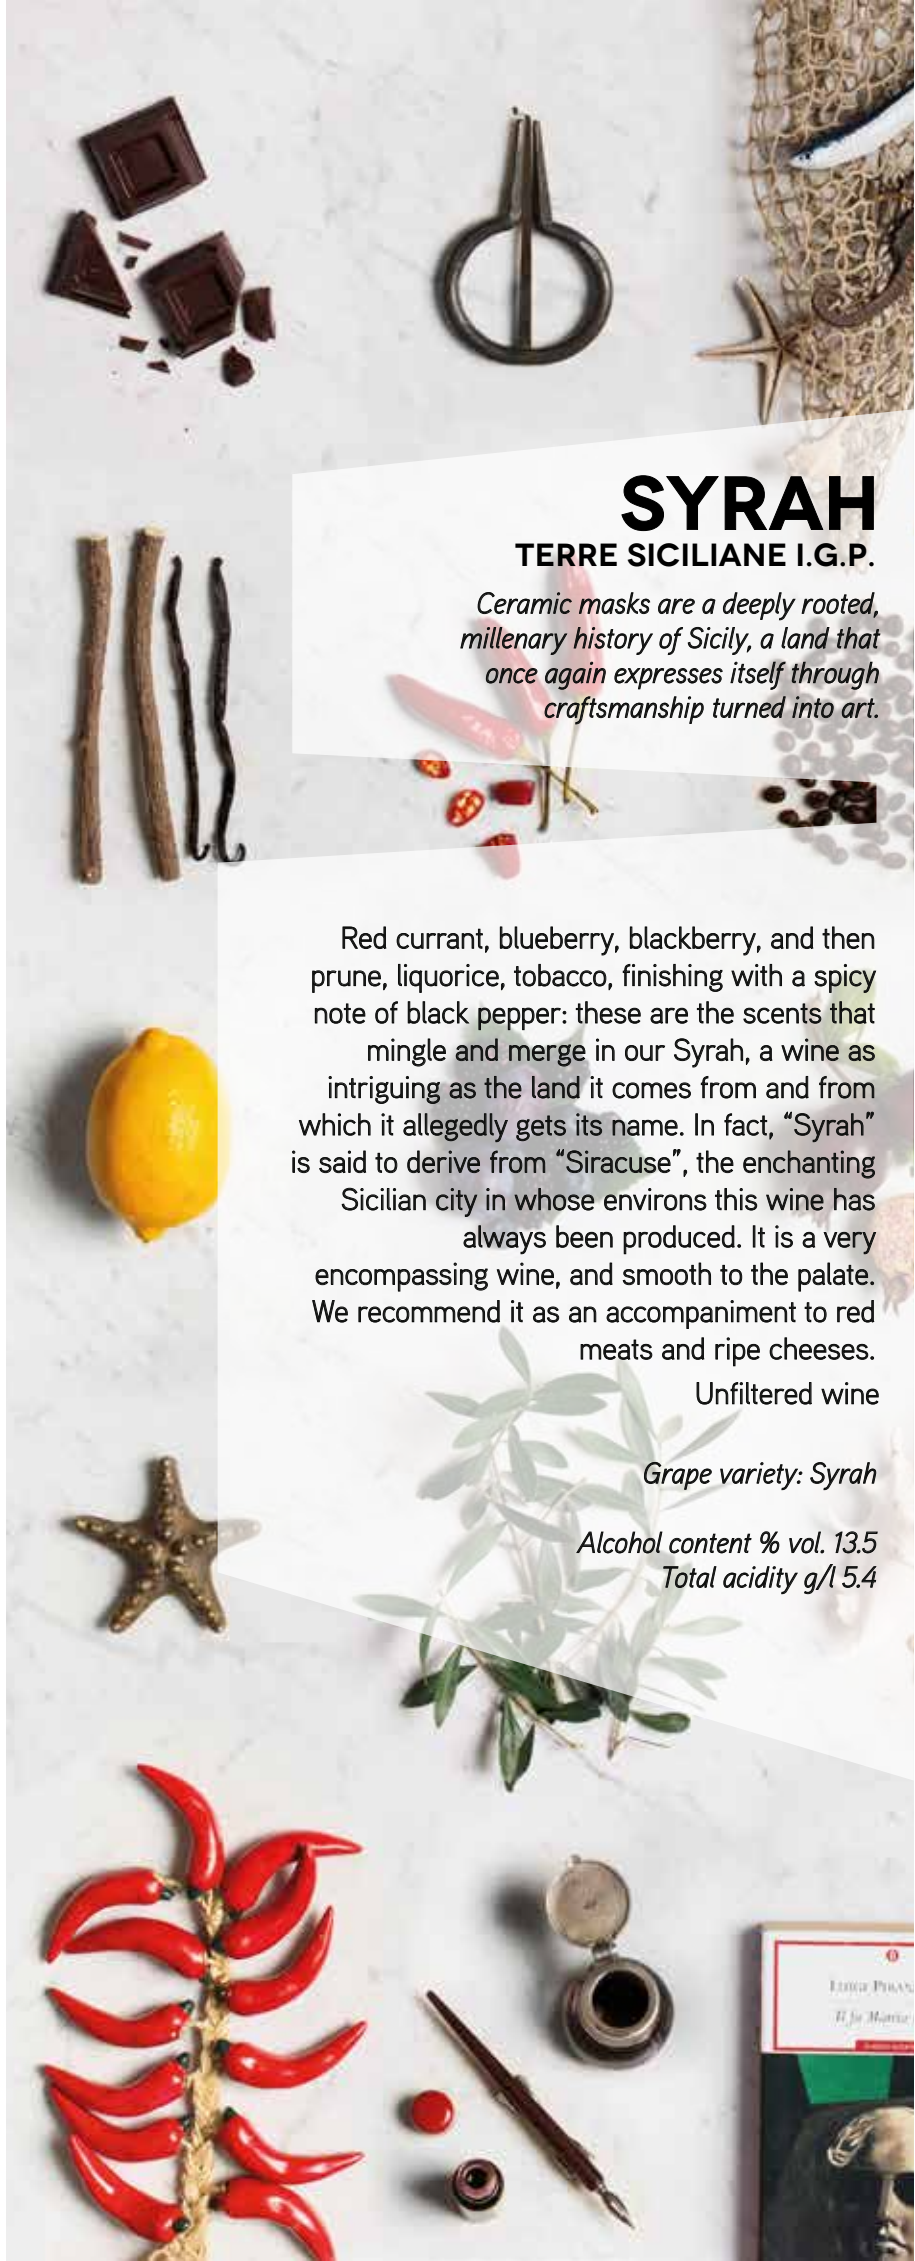 SYRAH
TERRE SICILIANE I.G.P.
Ceramic masks are a deeply rooted,
millenary history of Sicily, a land that
once again expresses itself through
craftsmanship turned into art.
Red currant, blueberry, blackberry, and then
prune, liquorice, tobacco, finishing with a spicy
note of black pepper: these are the scents that
mingle and merge in our Syrah, a wine as
intriguing as the land it comes from and from
which it allegedly gets its name. In fact, “Syrah”
is said to derive from “Siracuse”, the enchanting
Sicilian city in whose environs this wine has
always been produced. It is a very
encompassing wine, and smooth to the palate.
We recommend it as an accompaniment to red
meats and ripe cheeses.
Unfiltered wine
Grape variety: Syrah
Alcohol content % vol. 13.5
Total acidity g/l 5.4
Il fu Mattia